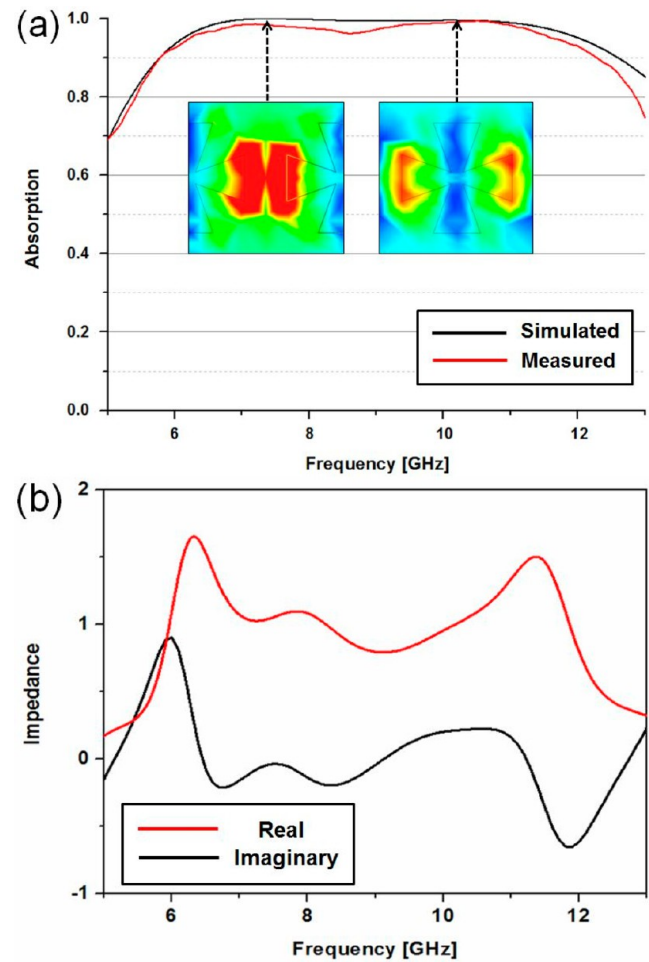 (a)
1.0
0.8
0.6
0.4
0.2
0.0
Absorption
Simulated
Measured
6
8
10
12
Frequency [GHz]
(b)
2
1
0
-1
Impedance
Real
Imaginary
6
8
10
12
Frequency [GHz]